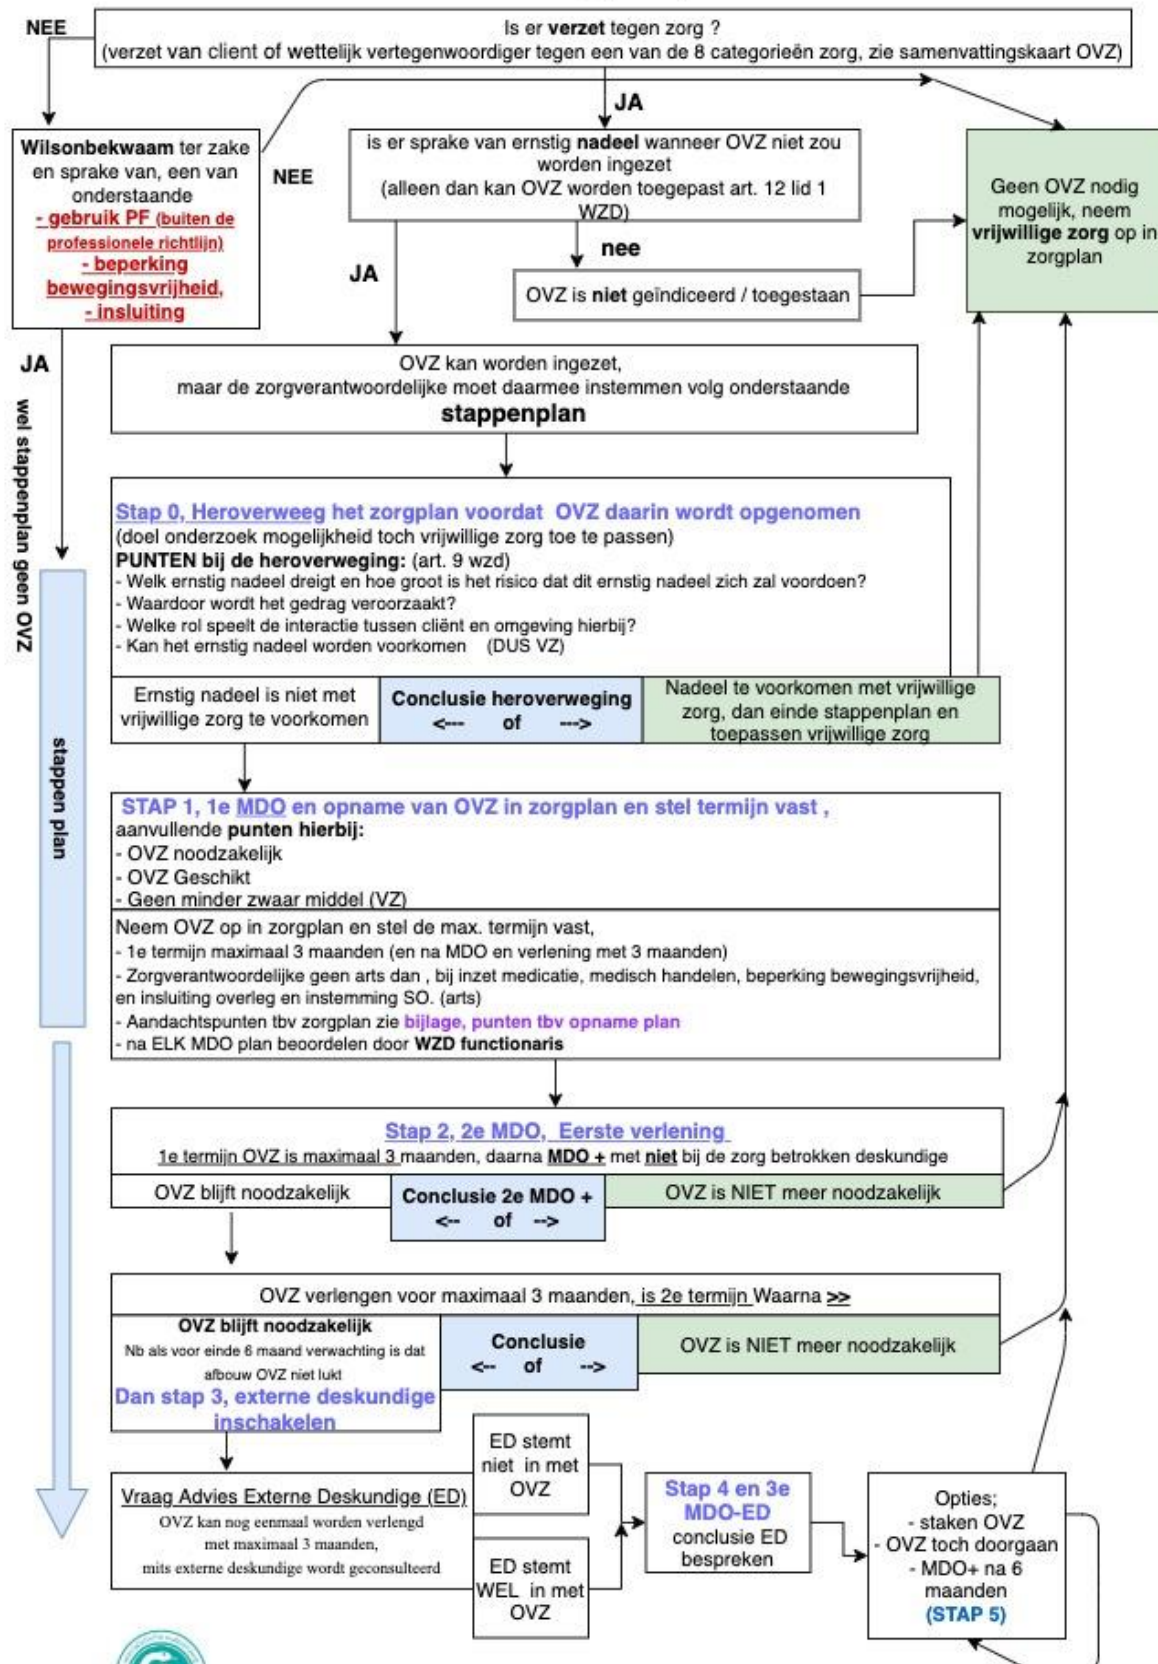 NEE
Is er verzet tegen zorg ?
(verzet van client of wettelijk vertegenwoordiger tegen een van de 8 categorieën zorg, zie samenvattingskaart OVZ)
JA
Wilsonbekwaam ter zake
en sprake van, een van
onderstaande
- gebruik PF (buiten de
professionele richtlijn)
- beperking
bewegingsvrijheid,
- insluiting
NEE
is er sprake van ernstig nadeel wanneer OVZ niet zou
worden ingezet
(alleen dan kan OVZ worden toegepast art. 12 lid 1
WZD)
Geen OVZ nodig
mogelijk, neem
vrijwillige zorg op in
zorgplan
JA
nee
OVZ is niet geïndiceerd / toegestaan
JA
wel stappenplan geen OVZ
OVZ kan worden ingezet,
maar de zorgverantwoordelijke moet daarmee instemmen volg onderstaande
stappenplan
Stap 0, Heroverweeg het zorgplan voordat OVZ daarin wordt opgenomen
(doel onderzoek mogelijkheid toch vrijwillige zorg toe te passen)
PUNTEN bij de heroverweging: (art. 9 wzd)
- Welk ernstig nadeel dreigt en hoe groot is het risico dat dit ernstig nadeel zich zal voordoen?
- Waardoor wordt het gedrag veroorzaakt?
- Welke rol speelt de interactie tussen cliënt en omgeving hierbij?
- Kan het ernstig nadeel worden voorkomen (DUS VZ)
Ernstig nadeel is niet met
vrijwillige zorg te voorkomen
Conclusie heroverweging
<--- of --->
Nadeel te voorkomen met vrijwillige
zorg, dan einde stappenplan en
toepassen vrijwillige zorg
stappen plan
STAP 1, 1e MDO en opname van OVZ in zorgplan en stel termijn vast ,
aanvullende punten hierbij:
- OVZ noodzakelijk
- OVZ Geschikt
- Geen minder zwaar middel (VZ)
Neem OVZ op in zorgplan en stel de max. termijn vast,
- 1e termijn maximaal 3 maanden (en na MDO en verlening met 3 maanden)
- Zorgverantwoordelijke geen arts dan , bij inzet medicatie, medisch handelen, beperking bewegingsvrijheid,
en insluiting overleg en instemming SO. (arts)
- Aandachtspunten tbv zorgplan zie bijlage, punten tbv opname plan
- na ELK MDO plan beoordelen door WZD functionaris
Stap 2, 2e MDO, Eerste verlening
1e termijn OVZ is maximaal 3 maanden, daarna MDO + met niet bij de zorg betrokken deskundige
OVZ blijft noodzakelijk
Conclusie 2e MDO +
<-- of -->
OVZ is NIET meer noodzakelijk
OVZ verlengen voor maximaal 3 maanden, is 2e termijn Waarna >>
OVZ blijft noodzakelijk
Nb als voor einde 6 maand verwachting is dat
afbouw OVZ niet lukt
Dan stap 3, externe deskundige
inschakelen
Conclusie
<-- of -->
OVZ is NIET meer noodzakelijk
Vraag Advies Externe Deskundige (ED)
OVZ kan nog eenmaal worden verlengd
met maximaal 3 maanden,
mits externe deskundige wordt geconsulteerd
ED stemt
niet in met
OVZ
ED stemt
WEL in met
OVZ
Stap 4 en 3e
MDO-ED
conclusie ED
bespreken
Opties;
- staken OVZ
- OVZ toch doorgaan
- MDO+ na 6
maanden
(STAP 5)